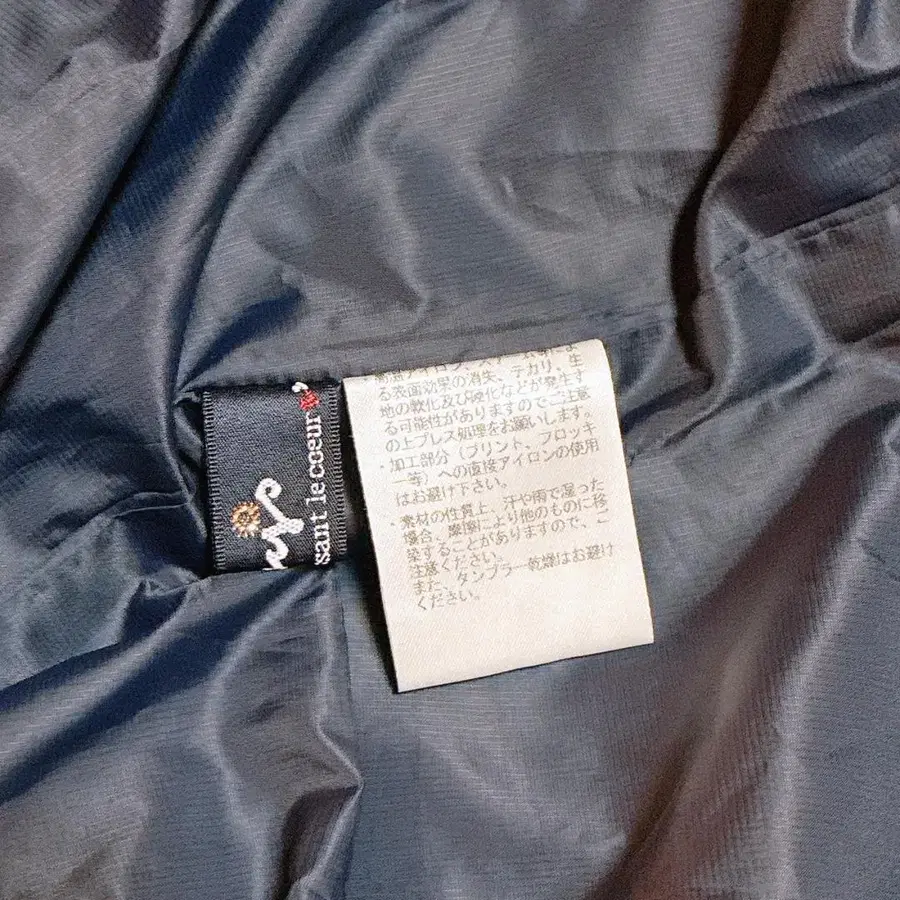 る表面効果の消失、テカリ、生
地の軟化及び硬化などが発生す
る可能性がありますのでご注意
の上プレス処理をお願いします。
・加工部分（プリント、フロッキ
ー等）への直接アイロンの使用
はお避け下さい。
・素材の性質上、汗や雨で湿った
場合、摩擦により他のものに移
染することがありますので、ご
注意ください。
また、タンブラー乾燥はお避け
ください。
sant le coeur